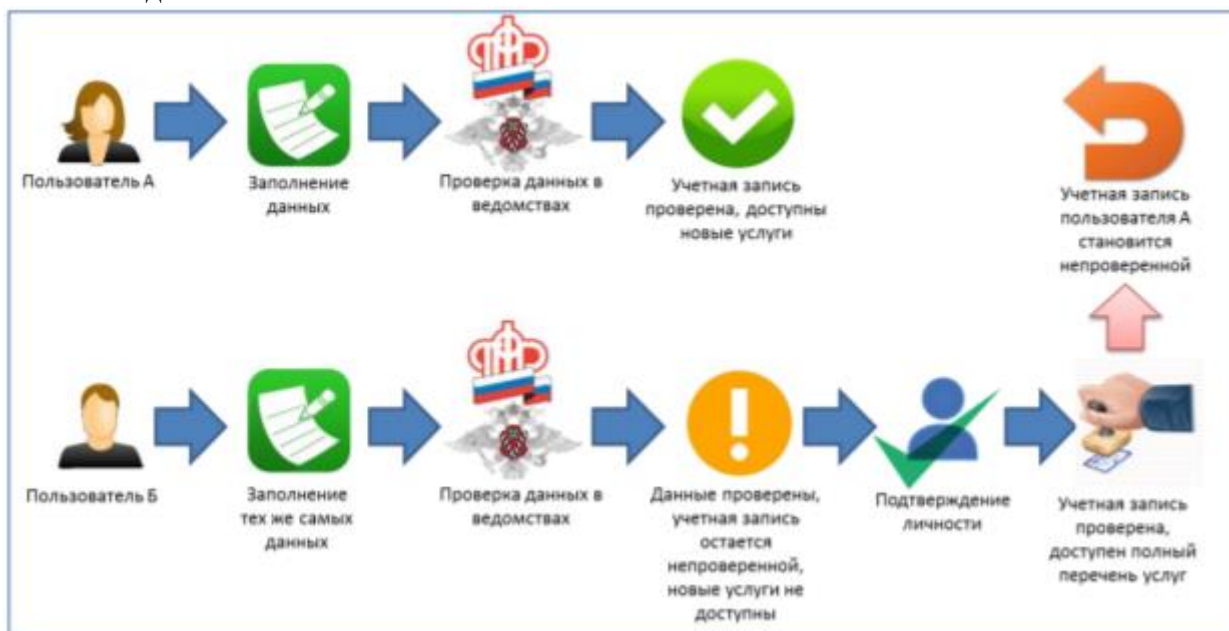 Пользователь А
Заполнение
данных
Проверка данных в
ведомствах
Учетная запись
проверена, доступны
новые услуги
Учетная запись
пользователя А
становится
непроверенной
Пользователь Б
Заполнение
тех же самых
данных
Проверка данных в
ведомствах
Данные проверены,
учетная запись
остается
непроверенной,
новые услуги не
доступны
Подтверждение
личности
Учетная запись
проверена,
доступен полный
перечень услуг